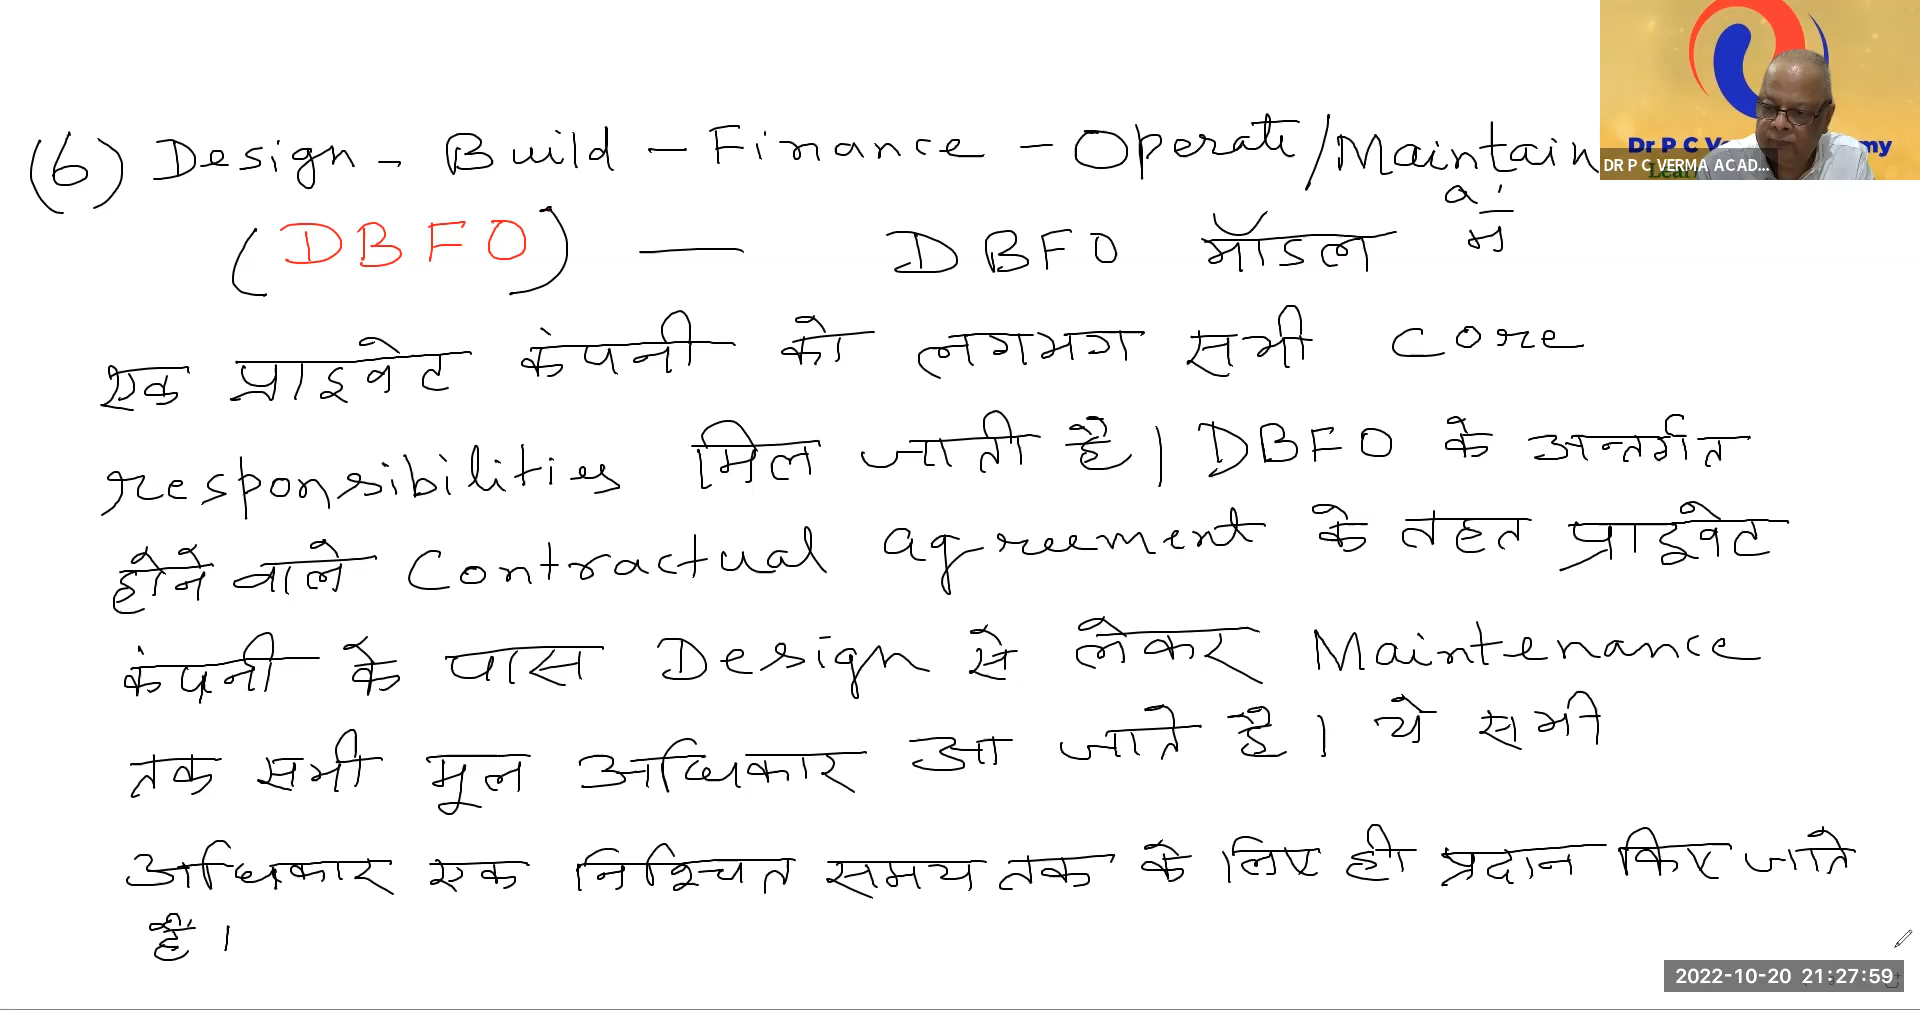 (6) Design - Build - Finance - Operate/Maintain
(DBFO) — DBFO मॉडल में
एक प्राइवेट कंपनी को लगभग सभी core
responsibilities मिल जाती है। DBFO के अन्तर्गत
होने वाले Contractual agreement के तहत प्राइवेट
कंपनी के पास Design से लेकर Maintenance
तक सभी मूल अधिकार आ जाते है। ये सभी
अधिकार एक निश्चित समय तक के लिए ही प्रदान किए जाते
हैं।
Dr P C
my
DR P C VERMA ACAD...
2022-10-20 21:27:59